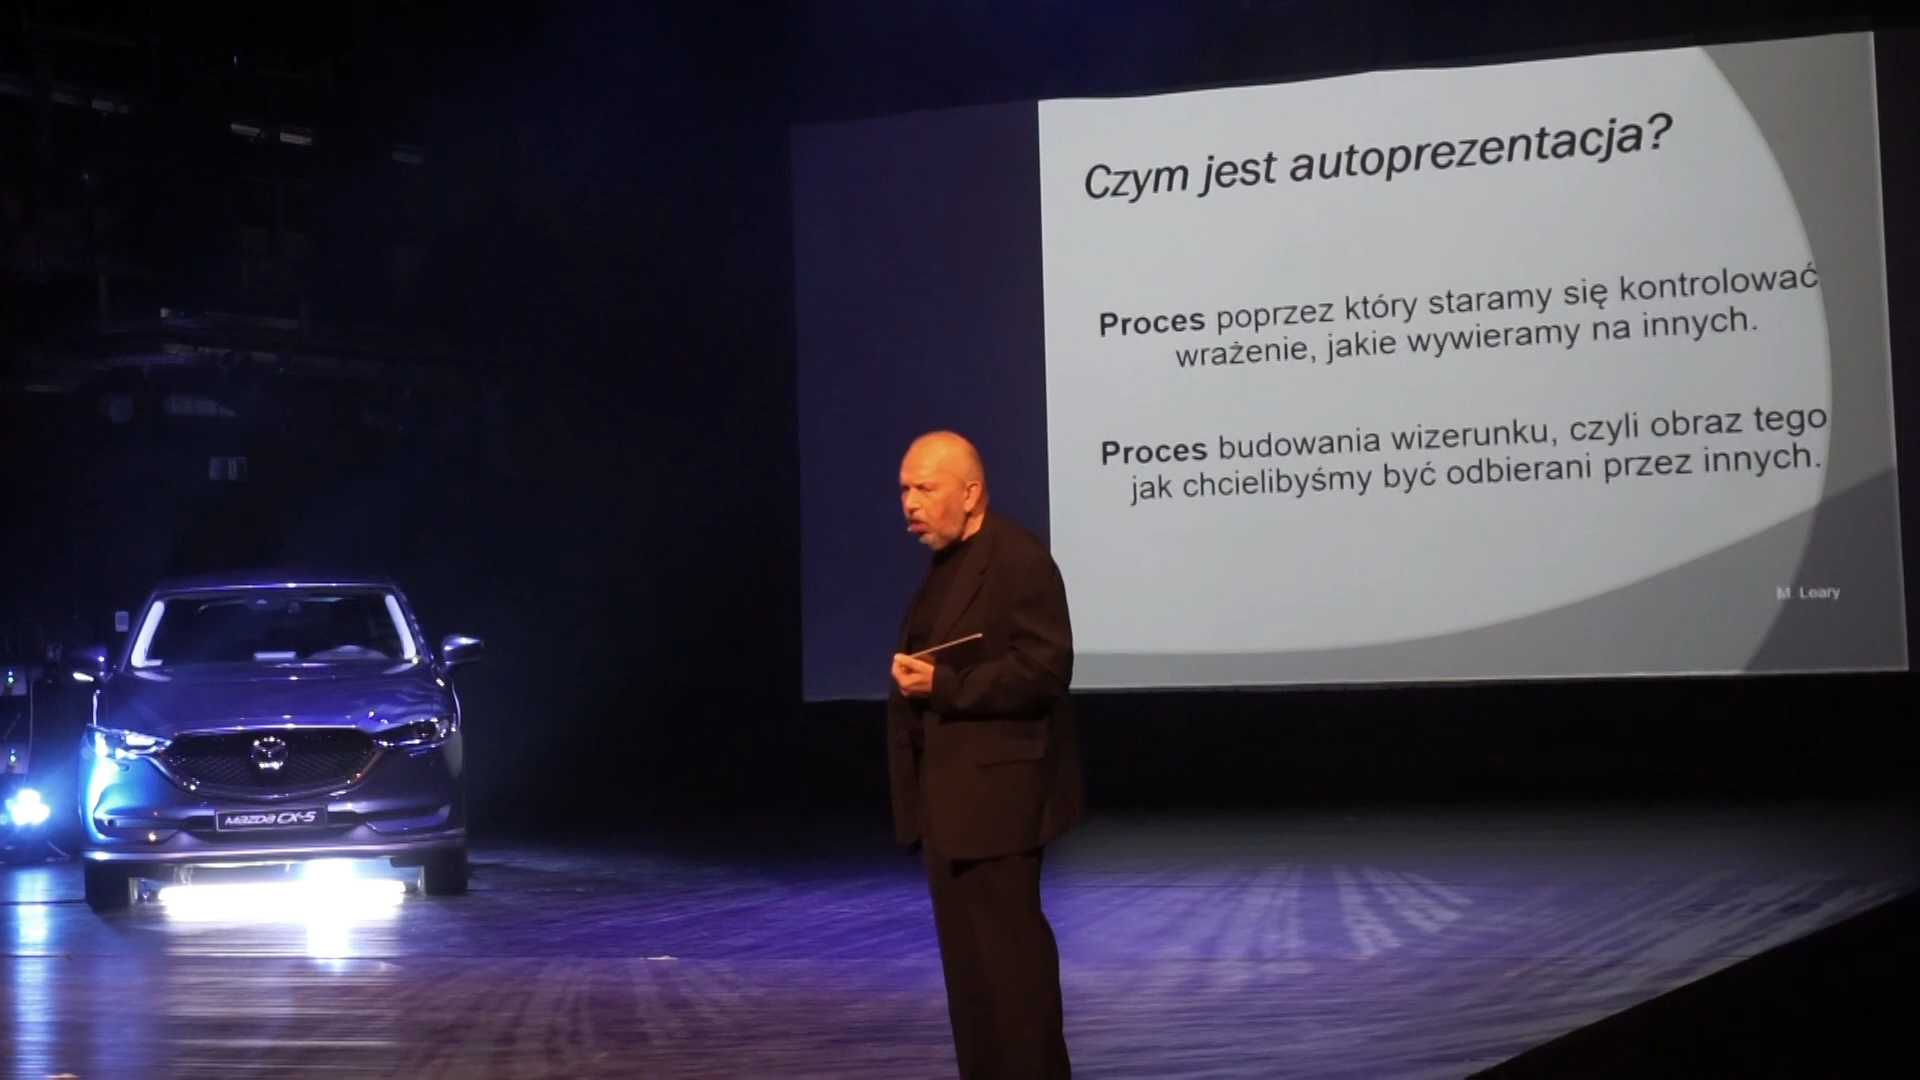 Czym jest autoprezentacja?
Proces poprzez który staramy się kontrolować
wrażenie, jakie wywieramy na innych.
Proces budowania wizerunku, czyli obraz tego
jak chcielibyśmy być odbierani przez innych.
M. Leary
mazda CX-5